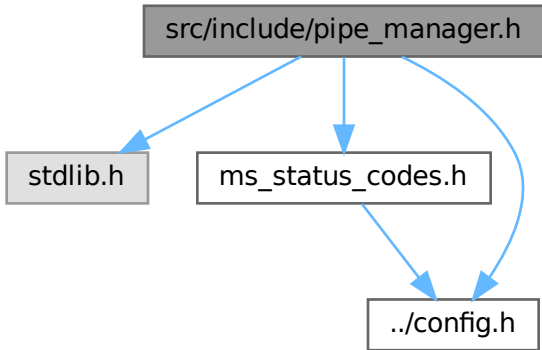 src/include/pipe_manager.h
stdlib.h
ms_status_codes.h
../config.h